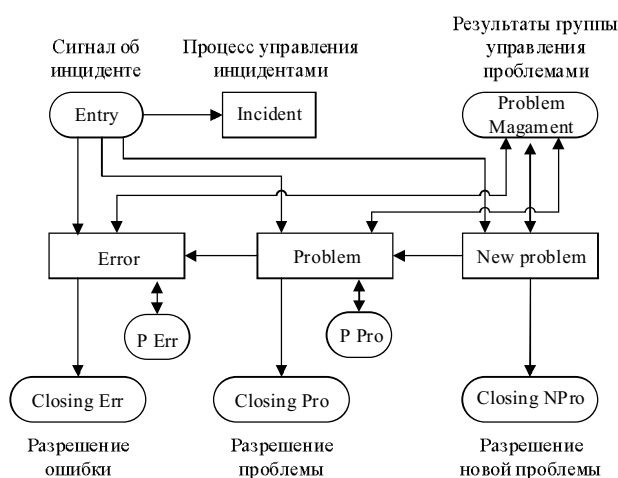 Сигнал об
инциденте
Процесс управления
инцидентами
Результаты группы
управления
проблемами
Entry
Incident
Problem
Magament
Error
Problem
New problem
P Err
P Pro
Closing Err
Closing Pro
Closing NPro
Разрешение
ошибки
Разрешение
проблемы
Разрешение
новой проблемы